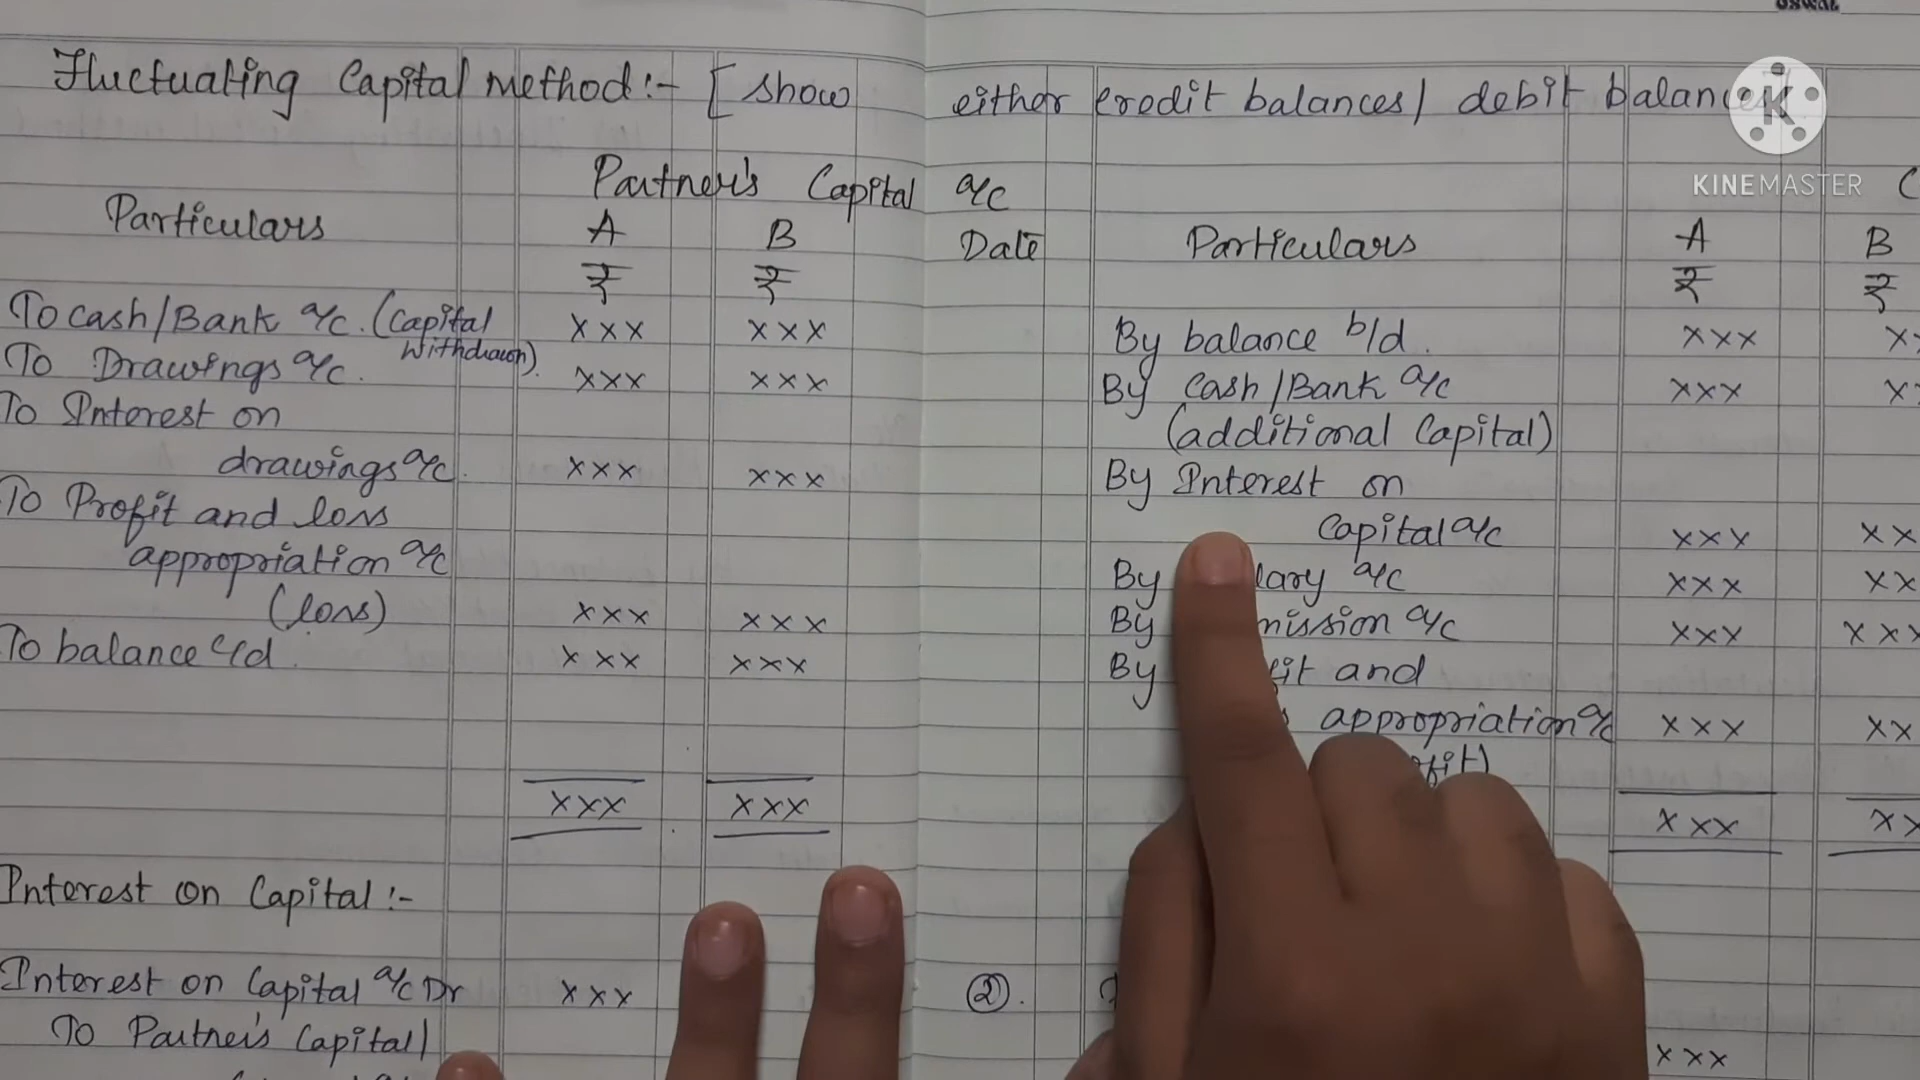 OSWAL
Fluctuating Capital method:- [ show either credit balances/ debit balances
K
KINEMASTER
Partner's Capital a/c
Particulars A B Date Particulars A B
₹ ₹ ₹ ₹
To cash/Bank a/c. (Capital withdrawn). xxx xxx By balance b/d. xxx
To Drawings a/c. xxx xxx By Cash/Bank a/c xxx
To Interest on (additional Capital)
drawings a/c. xxx xxx By Interest on
To Profit and loss Capital a/c xxx xx
appropriation a/c By lary a/c xxx xx
(loss) xxx xxx By mission a/c xxx xxx
To balance c/d. xxx xxx By fit and
appropriation a/c xxx xx
ofit)
xxx xxx xxx xx
Interest on Capital :-
Interest on Capital a/c Dr xxx ②.
To Partner's Capital/
xxx